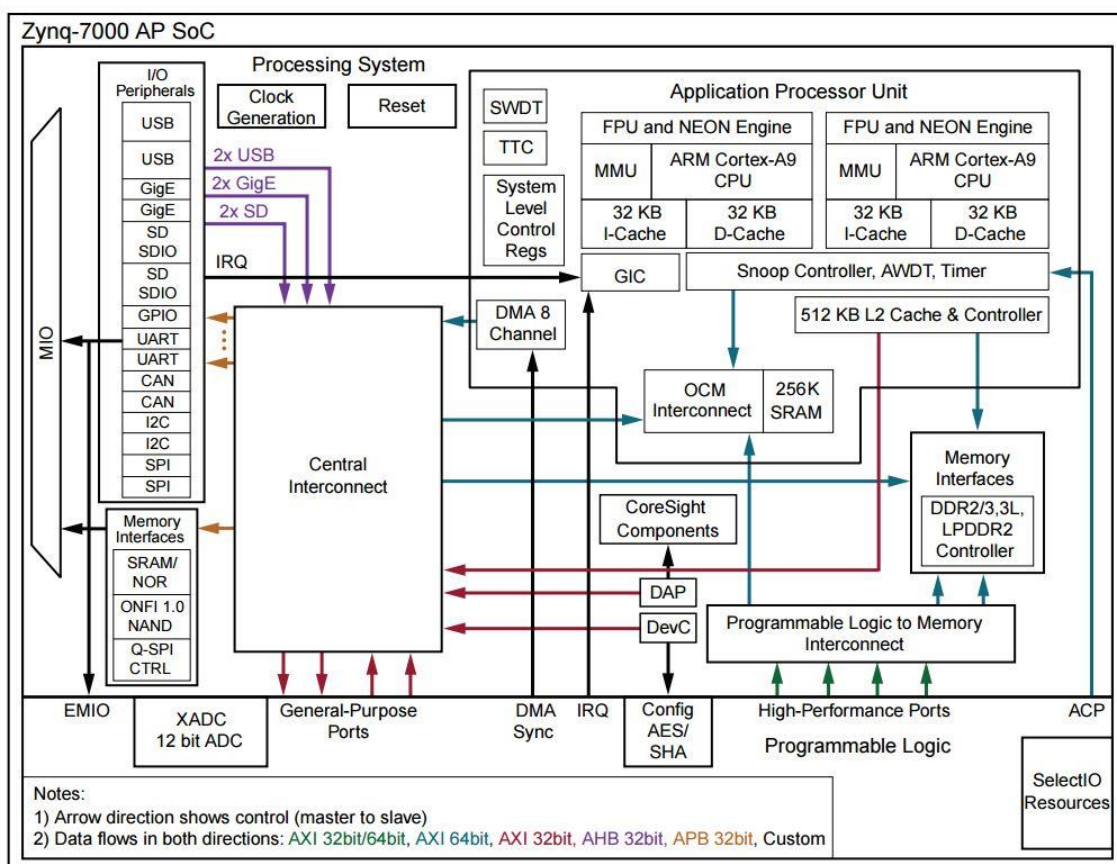 Zynq-7000 AP SoC
I/O
Peripherals
USB
USB
GigE
GigE
SD
SDIO
SD
SDIO
GPIO
UART
UART
CAN
CAN
I2C
I2C
SPI
SPI
MIO
Memory
Interfaces
SRAM/
NOR
ONFI 1.0
NAND
Q-SPI
CTRL
Processing System
Clock
Generation
Reset
2x USB
2x GigE
2x SD
IRQ
Central
Interconnect
SWDT
TTC
System
Level
Control
Regs
DMA 8
Channel
Application Processor Unit
FPU and NEON Engine
MMU
ARM Cortex-A9
CPU
32 KB
I-Cache
32 KB
D-Cache
FPU and NEON Engine
MMU
ARM Cortex-A9
CPU
32 KB
I-Cache
32 KB
D-Cache
GIC
Snoop Controller, AWDT, Timer
512 KB L2 Cache & Controller
OCM
Interconnect
256K
SRAM
Memory
Interfaces
DDR2/3,3L,
LPDDR2
Controller
CoreSight
Components
DAP
DevC
Programmable Logic to Memory
Interconnect
EMIO
XADC
12 bit ADC
General-Purpose
Ports
DMA
Sync
IRQ
Config
AES/
SHA
High-Performance Ports
ACP
Programmable Logic
SelectIO
Resources
Notes:
1) Arrow direction shows control (master to slave)
2) Data flows in both directions: AXI 32bit/64bit, AXI 64bit, AXI 32bit, AHB 32bit, APB 32bit, Custom